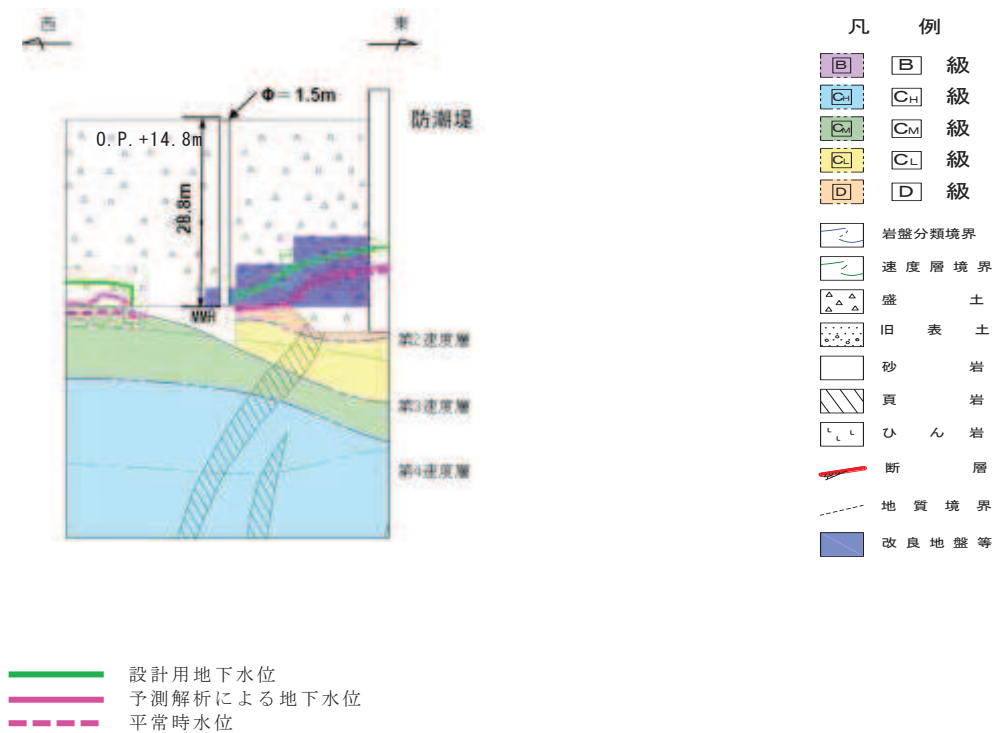 西
東
Φ=1.5m
防潮堤
O.P.+14.8m
28.8m
MMR
第2速度層
第3速度層
第4速度層
凡 例
B B 級
CH CH 級
CM CM 級
CL CL 級
D D 級
岩盤分類境界
速度層境界
盛土
旧表土
砂岩
頁岩
ひん岩
断層
地質境界
改良地盤等
設計用地下水位
予測解析による地下水位
平常時水位